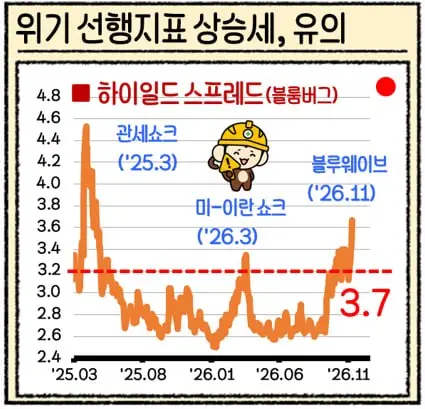 위기 선행지표 상승세, 유의
하이일드 스프레드(블룸버그)
4.8
4.6
4.4
4.2
4.0
3.8
3.6
3.4
3.2
3.0
2.8
2.6
2.4
관세쇼크
('25.3)
미-이란 쇼크
('26.3)
블루웨이브
('26.11)
3.7
'25.03 '25.08 '26.01 '26.06 '26.11